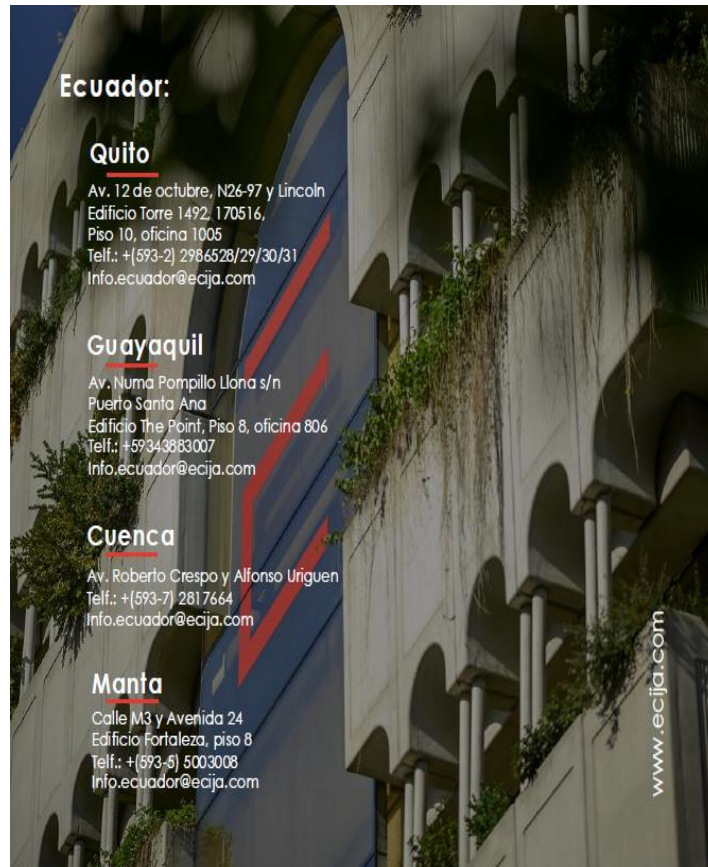 Ecuador:
Quito
Av. 12 de octubre, N26-97 y Lincoln
Edificio Torre 1492, 170516,
Piso 10, oficina 1005
Telf.: +(593-2) 2986528/29/30/31
Info.ecuador@ecija.com
Guayaquil
Av. Numa Pompillo Llona s/n
Puerto Santa Ana
Edificio The Point, Piso 8, oficina 806
Telf.: +59343883007
Info.ecuador@ecija.com
Cuenca
Av. Roberto Crespo y Alfonso Uriguen
Telf.: +(593-7) 2817664
Info.ecuador@ecija.com
Manta
Calle M3 y Avenida 24
Edificio Fortaleza, piso 8
Telf.: +(593-5) 5003008
Info.ecuador@ecija.com
www.ecija.com